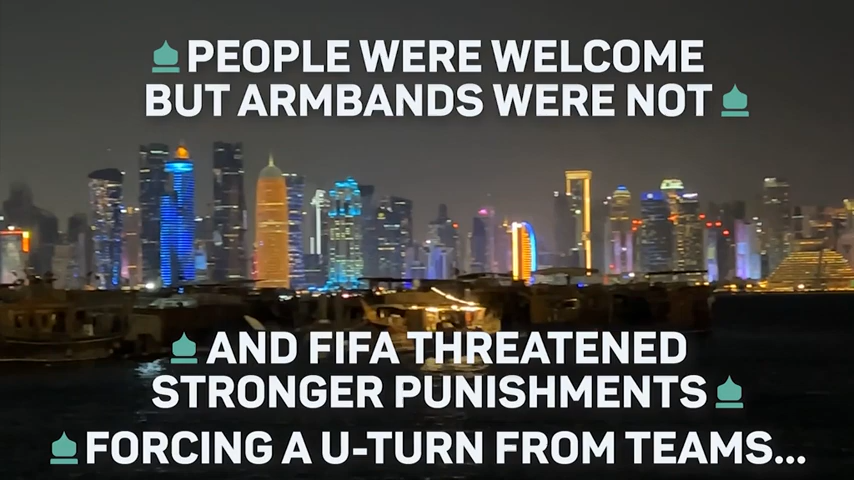 PEOPLE WERE WELCOME
BUT ARMBANDS WERE NOT
AND FIFA THREATENED
STRONGER PUNISHMENTS
FORCING A U-TURN FROM TEAMS...